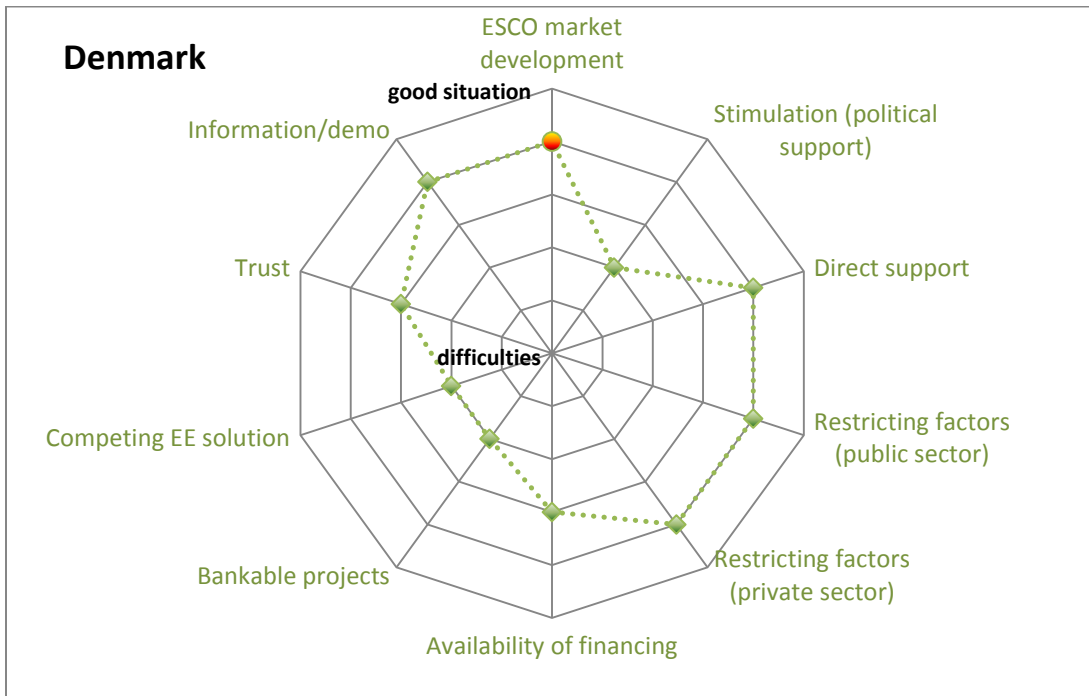 Denmark
ESCO market
development
good situation
Stimulation (political
support)
Information/demo
Trust
Direct support
difficulties
Competing EE solution
Restricting factors
(public sector)
Bankable projects
Restricting factors
(private sector)
Availability of financing